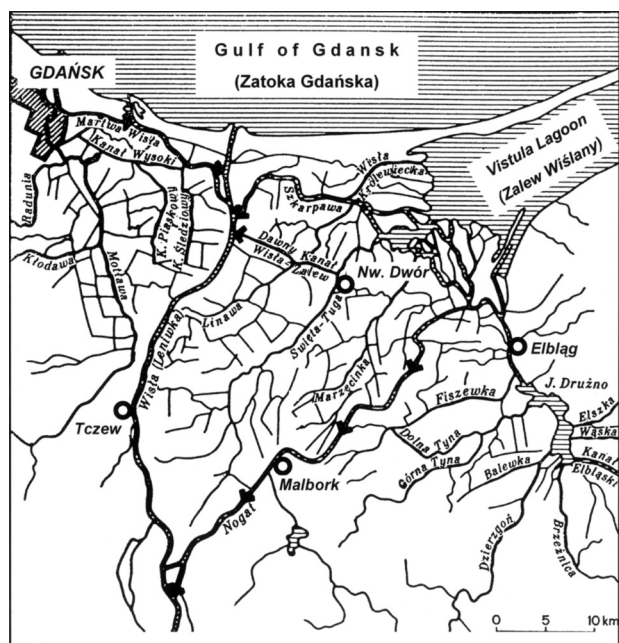 Gulf of Gdansk
(Zatoka Gdańska)
GDAŃSK
Vistula Lagoon
(Zalew Wiślany)
Martwa Wisła
Kanał Wysoki
Radunia
K. Piaskowy
K. Śledziowy
Kłodawa
Motława
Wisła
Królewiecka
Szkarpawa
Dawny Kanał
Wisła-Zalew
Nw. Dwór
Linawa
Święta-Tuga
Wisła (Leniwka)
Elbląg
Marzęcinka
J. Drużno
Fiszewka
Tczew
Elszka
Wąska
Dolna Tyna
Kanał
Elbląski
Górna Tyna
Balewka
Malbork
Nogat
Dzierzgoń
Brzeźnica
0 5 10 km